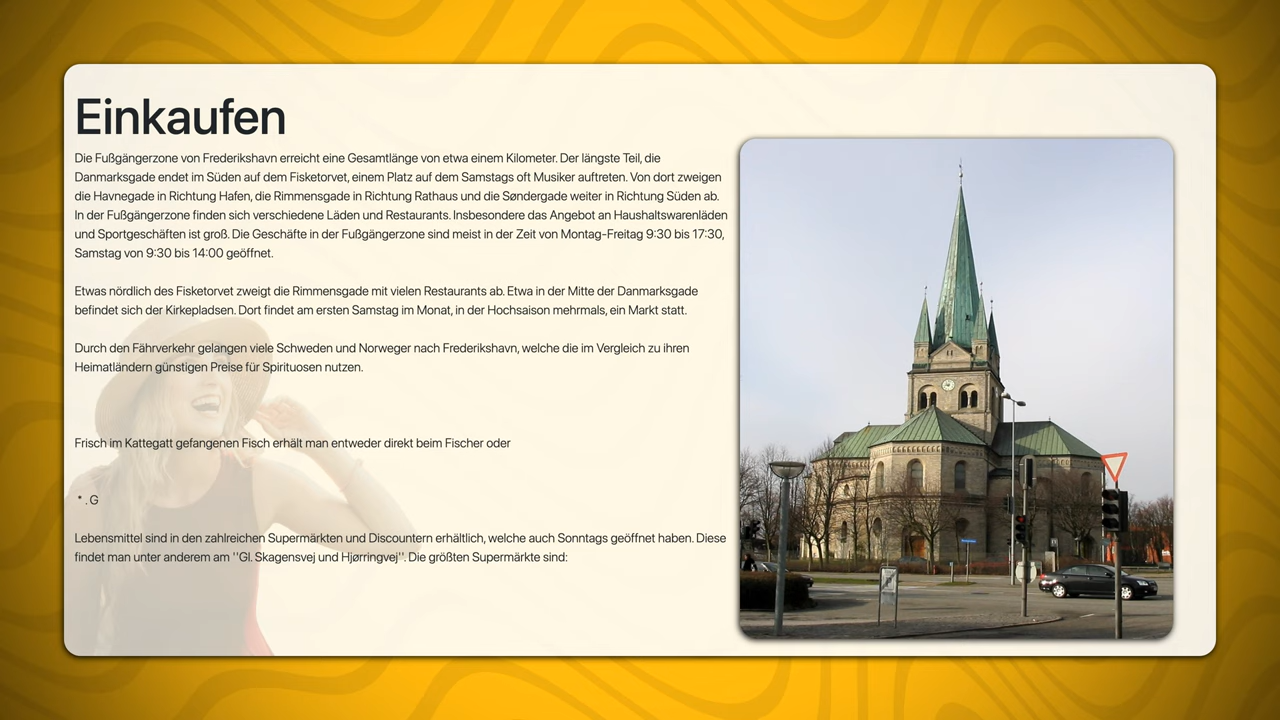 Einkaufen
Die Fußgängerzone von Frederikshavn erreicht eine Gesamtlänge von etwa einem Kilometer. Der längste Teil, die
Danmarksgade endet im Süden auf dem Fisketorvet, einem Platz auf dem Samstags oft Musiker auftreten. Von dort zweigen
die Havnegade in Richtung Hafen, die Rimmensgade in Richtung Rathaus und die Søndergade weiter in Richtung Süden ab.
In der Fußgängerzone finden sich verschiedene Läden und Restaurants. Insbesondere das Angebot an Haushaltswarenläden
und Sportgeschäften ist groß. Die Geschäfte in der Fußgängerzone sind meist in der Zeit von Montag-Freitag 9:30 bis 17:30,
Samstag von 9:30 bis 14:00 geöffnet.
Etwas nördlich des Fisketorvet zweigt die Rimmensgade mit vielen Restaurants ab. Etwa in der Mitte der Danmarksgade
befindet sich der Kirkepladsen. Dort findet am ersten Samstag im Monat, in der Hochsaison mehrmals, ein Markt statt.
Durch den Fährverkehr gelangen viele Schweden und Norweger nach Frederikshavn, welche die im Vergleich zu ihren
Heimatländern günstigen Preise für Spirituosen nutzen.
Frisch im Kattegatt gefangenen Fisch erhält man entweder direkt beim Fischer oder
* . G
Lebensmittel sind in den zahlreichen Supermärkten und Discountern erhältlich, welche auch Sonntags geöffnet haben. Diese
findet man unter anderem am ''Gl. Skagensvej und Hjørringvej''. Die größten Supermärkte sind: